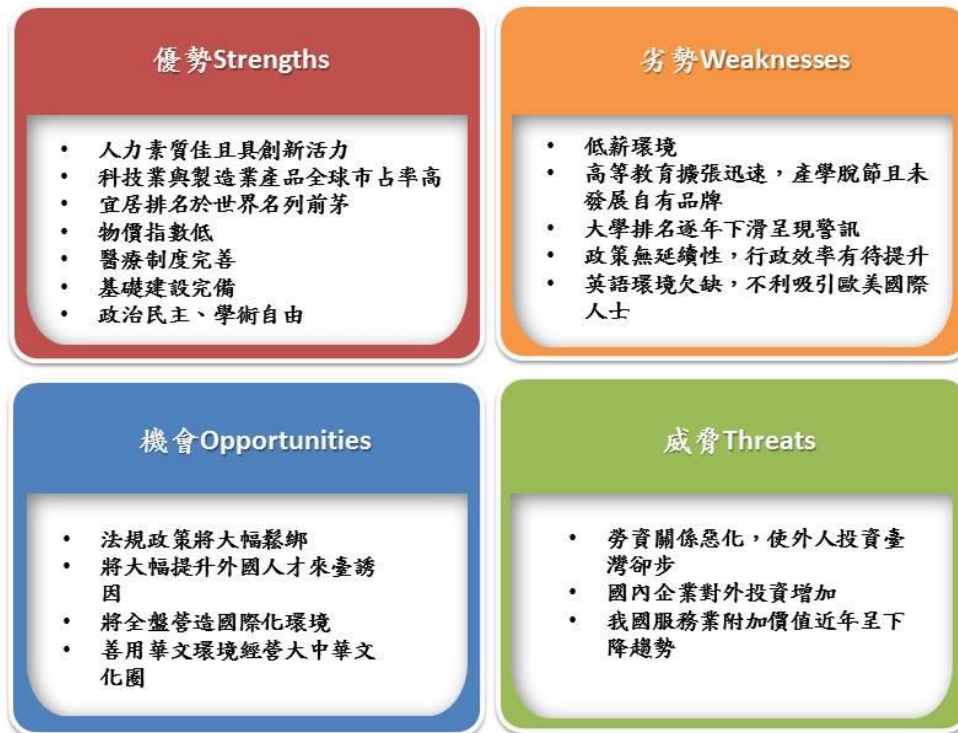 優勢Strengths
• 人力素質佳且具創新活力
• 科技業與製造業產品全球市占率高
• 宜居排名於世界名列前茅
• 物價指數低
• 醫療制度完善
• 基礎建設完備
• 政治民主、學術自由
劣勢Weaknesses
• 低薪環境
• 高等教育擴張迅速，產學脫節且未
發展自有品牌
• 大學排名逐年下滑呈現警訊
• 政策無延續性，行政效率有待提升
• 英語環境欠缺，不利吸引歐美國際
人士
機會Opportunities
• 法規政策將大幅鬆綁
• 將大幅提升外國人才來臺誘
因
• 將全盤營造國際化環境
• 善用華文環境經營大中華文
化圈
威脅Threats
• 勞資關係惡化，使外人投資臺
灣卻步
• 國內企業對外投資增加
• 我國服務業附加價值近年呈下
降趨勢